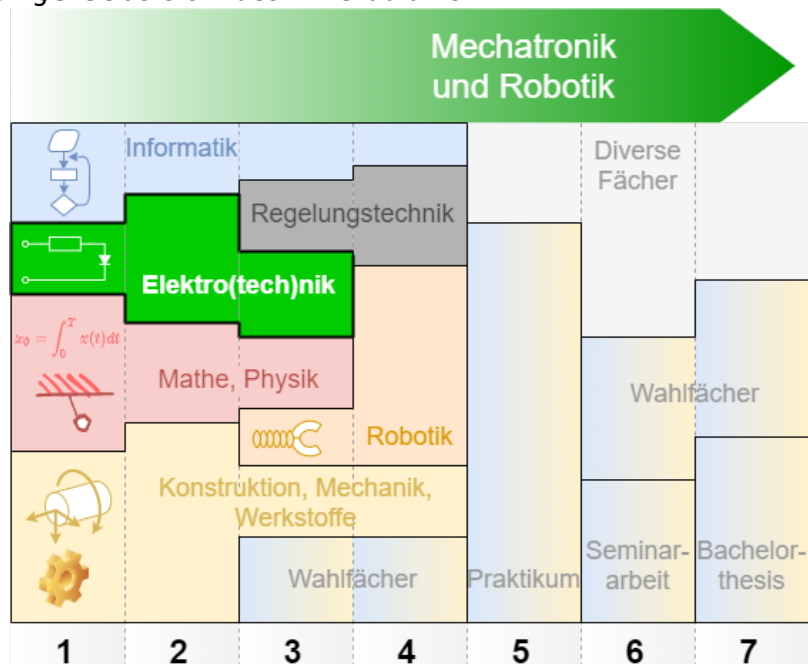 Mechatronik
und Robotik
Informatik
Diverse
Fächer
Regelungstechnik
Elektro(tech)nik
Mathe, Physik
Wahlfächer
Robotik
Konstruktion, Mechanik,
Werkstoffe
Wahlfächer
Praktikum
Seminar-
arbeit
Bachelor-
thesis
1 2 3 4 5 6 7